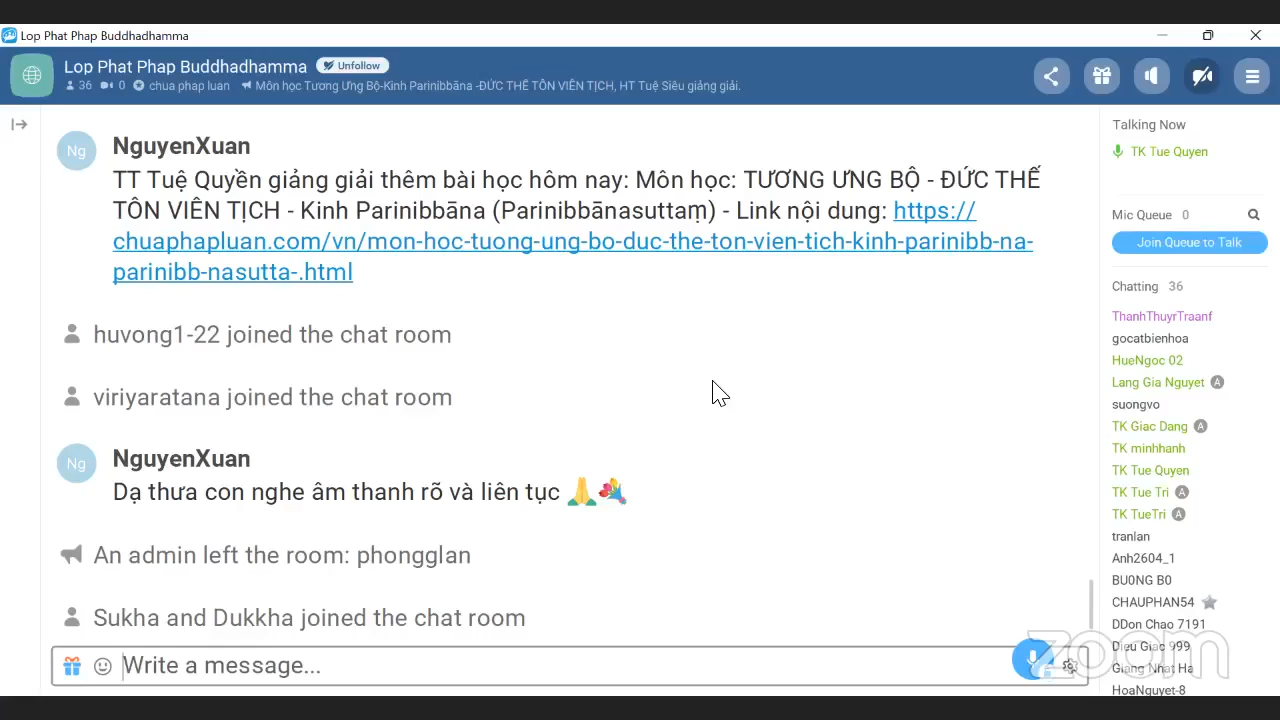 Lop Phat Phap Buddhadhamma
Lop Phat Phap Buddhadhamma Unfollow
36 0 chua phap luan Môn học Tương Ưng Bộ-Kinh Parinibbāna -ĐỨC THẾ TÔN VIÊN TỊCH, HT Tuệ Siêu giảng giải.
Ng NguyenXuan
TT Tuệ Quyền giảng giải thêm bài học hôm nay: Môn học: TƯƠNG ƯNG BỘ - ĐỨC THẾ
TÔN VIÊN TỊCH - Kinh Parinibbāna (Parinibbānasuttaṃ) - Link nội dung: https://
chuaphapluan.com/vn/mon-hoc-tuong-ung-bo-duc-the-ton-vien-tich-kinh-parinibb-na-
parinibb-nasutta-.html
huvong1-22 joined the chat room
viriyaratana joined the chat room
Ng NguyenXuan
Dạ thưa con nghe âm thanh rõ và liên tục 🙏💐
An admin left the room: phongglan
Sukha and Dukkha joined the chat room
Write a message...
Talking Now
TK Tue Quyen
Mic Queue 0
Join Queue to Talk
Chatting 36
ThanhThuyrTraanf
gocatbienhoa
HueNgoc 02
Lang Gia Nguyet A
suongvo
TK Giac Dang A
TK minhhanh
TK Tue Quyen
TK Tue Tri A
TK TueTri A
tranlan
Anh2604_1
BU0NG B0
CHAUPHAN54
DDon Chao 7191
Dieu Giac 999
Giang Nhat Ha
HoaNguyet-8
zoom